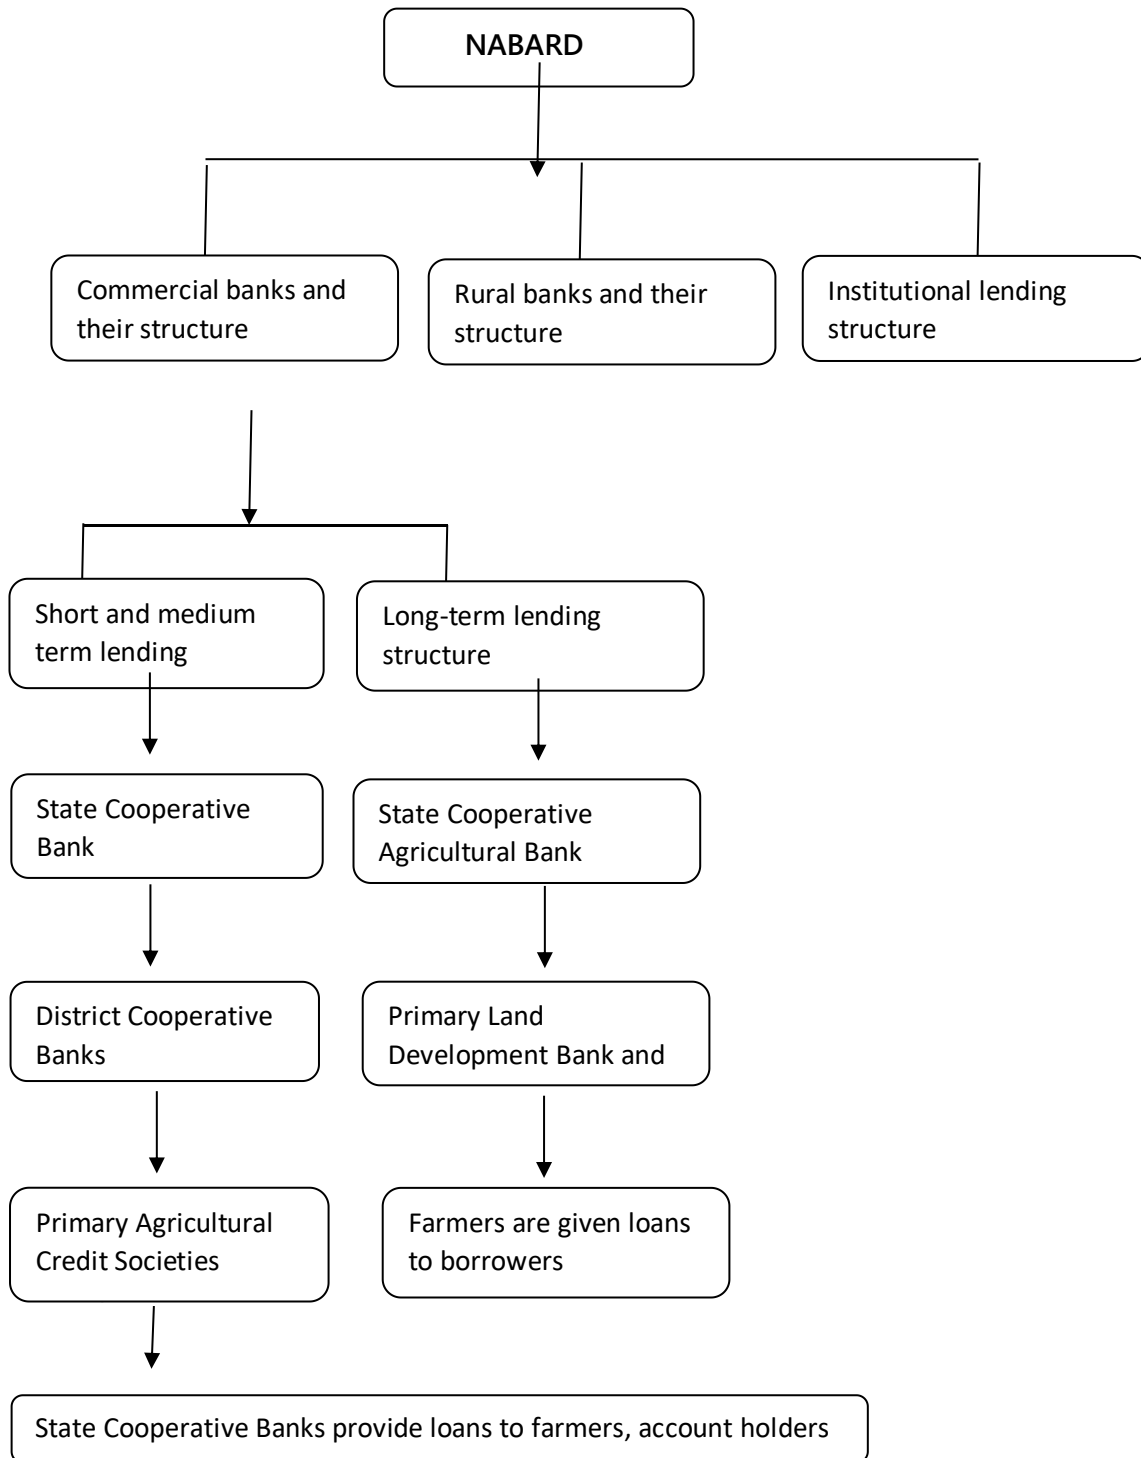 NABARD
Commercial banks and
their structure
Rural banks and their
structure
Institutional lending
structure
Short and medium
term lending
Long-term lending
structure
State Cooperative
Bank
State Cooperative
Agricultural Bank
District Cooperative
Banks
Primary Land
Development Bank and
Primary Agricultural
Credit Societies
Farmers are given loans
to borrowers
State Cooperative Banks provide loans to farmers, account holders